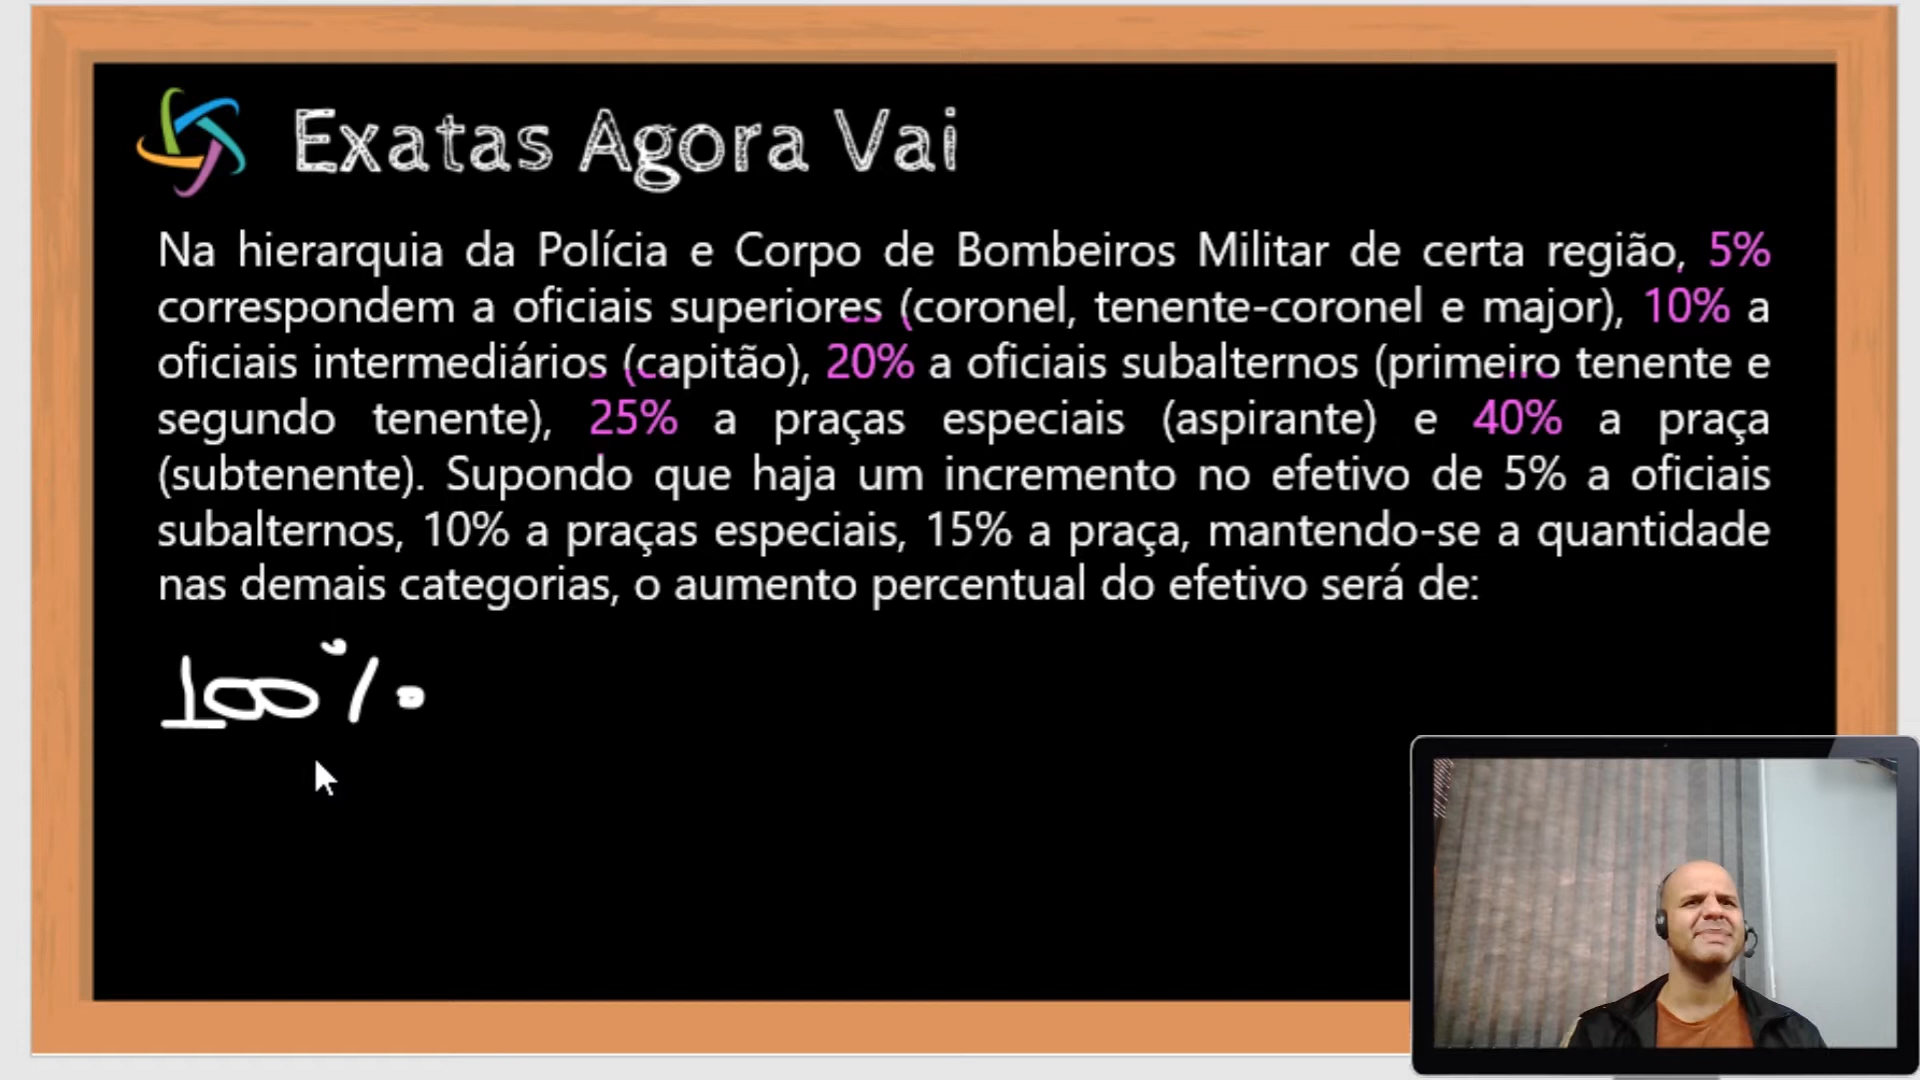 Exatas Agora Vai
Na hierarquia da Polícia e Corpo de Bombeiros Militar de certa região, 5%
correspondem a oficiais superiores (coronel, tenente-coronel e major), 10% a
oficiais intermediários (capitão), 20% a oficiais subalternos (primeiro tenente e
segundo tenente), 25% a praças especiais (aspirante) e 40% a praça
(subtenente). Supondo que haja um incremento no efetivo de 5% a oficiais
subalternos, 10% a praças especiais, 15% a praça, mantendo-se a quantidade
nas demais categorias, o aumento percentual do efetivo será de:
100%